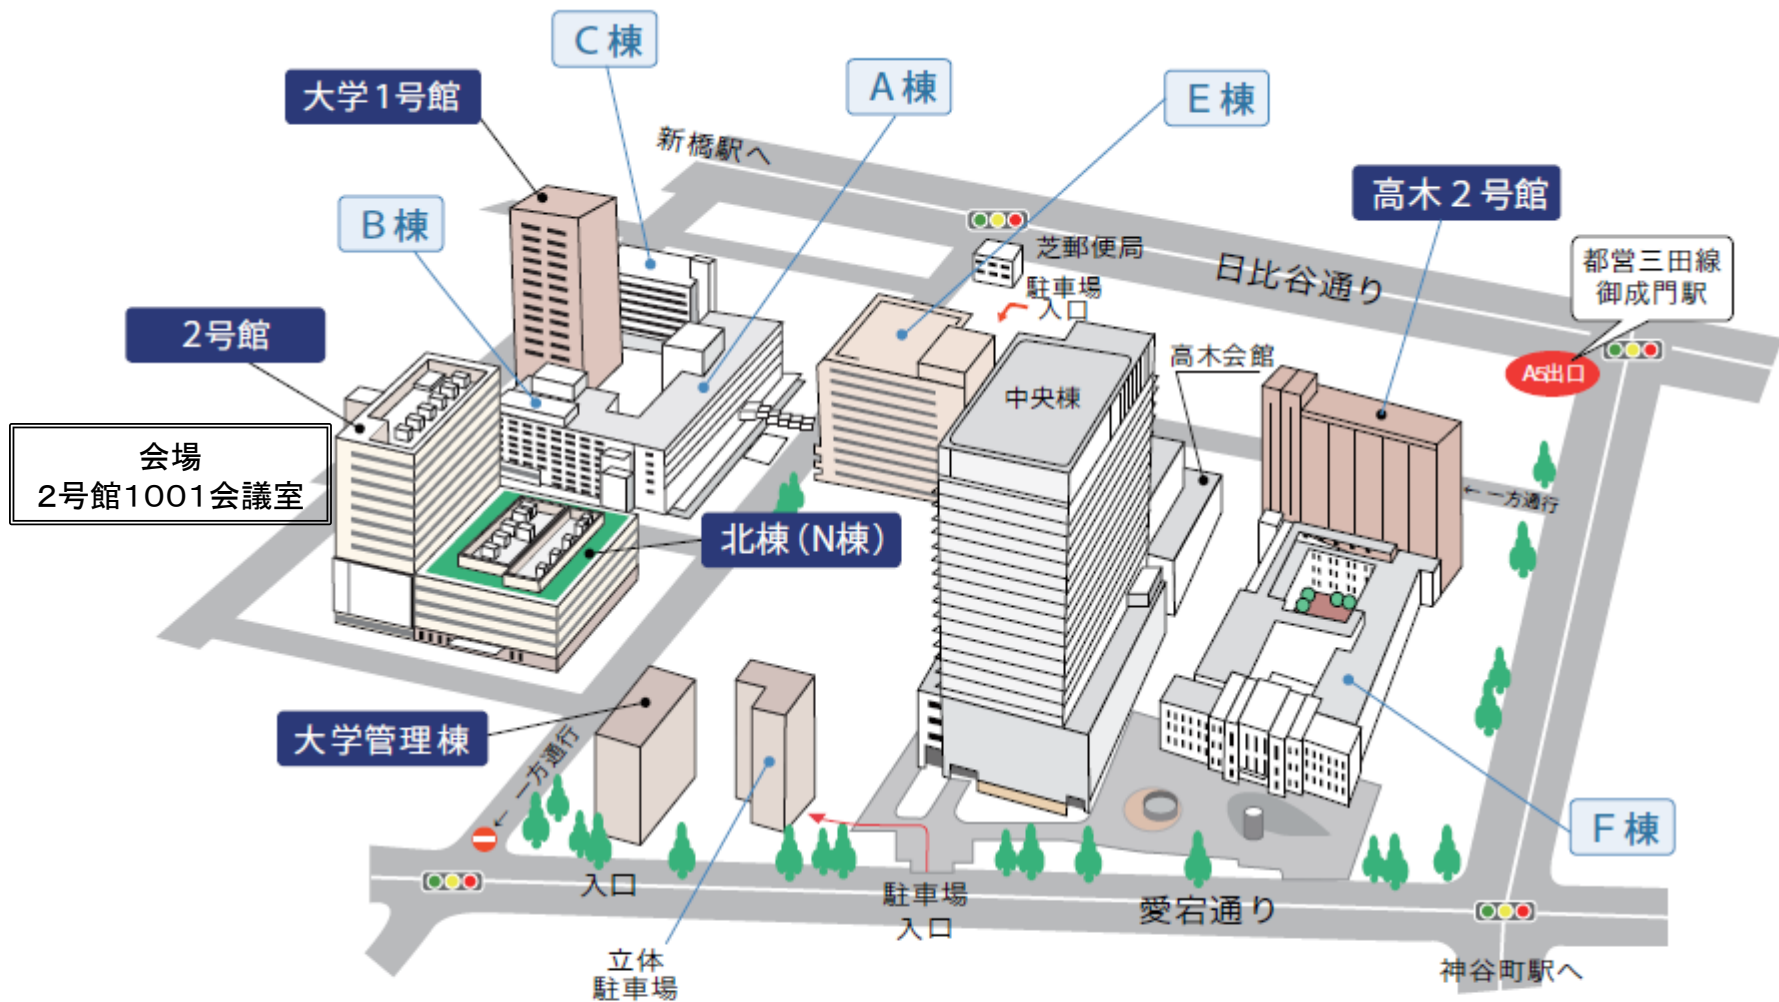 C棟
大学1号館
A棟
E棟
新橋駅へ
高木2号館
B棟
芝郵便局
駐車場
入口
日比谷通り
都営三田線
御成門駅
2号館
高木会館
A5出口
中央棟
会場
2号館1001会議室
←一方通行
北棟(N棟)
大学管理棟
←一方通行
F棟
入口
駐車場
入口
愛宕通り
立体
駐車場
神谷町駅へ